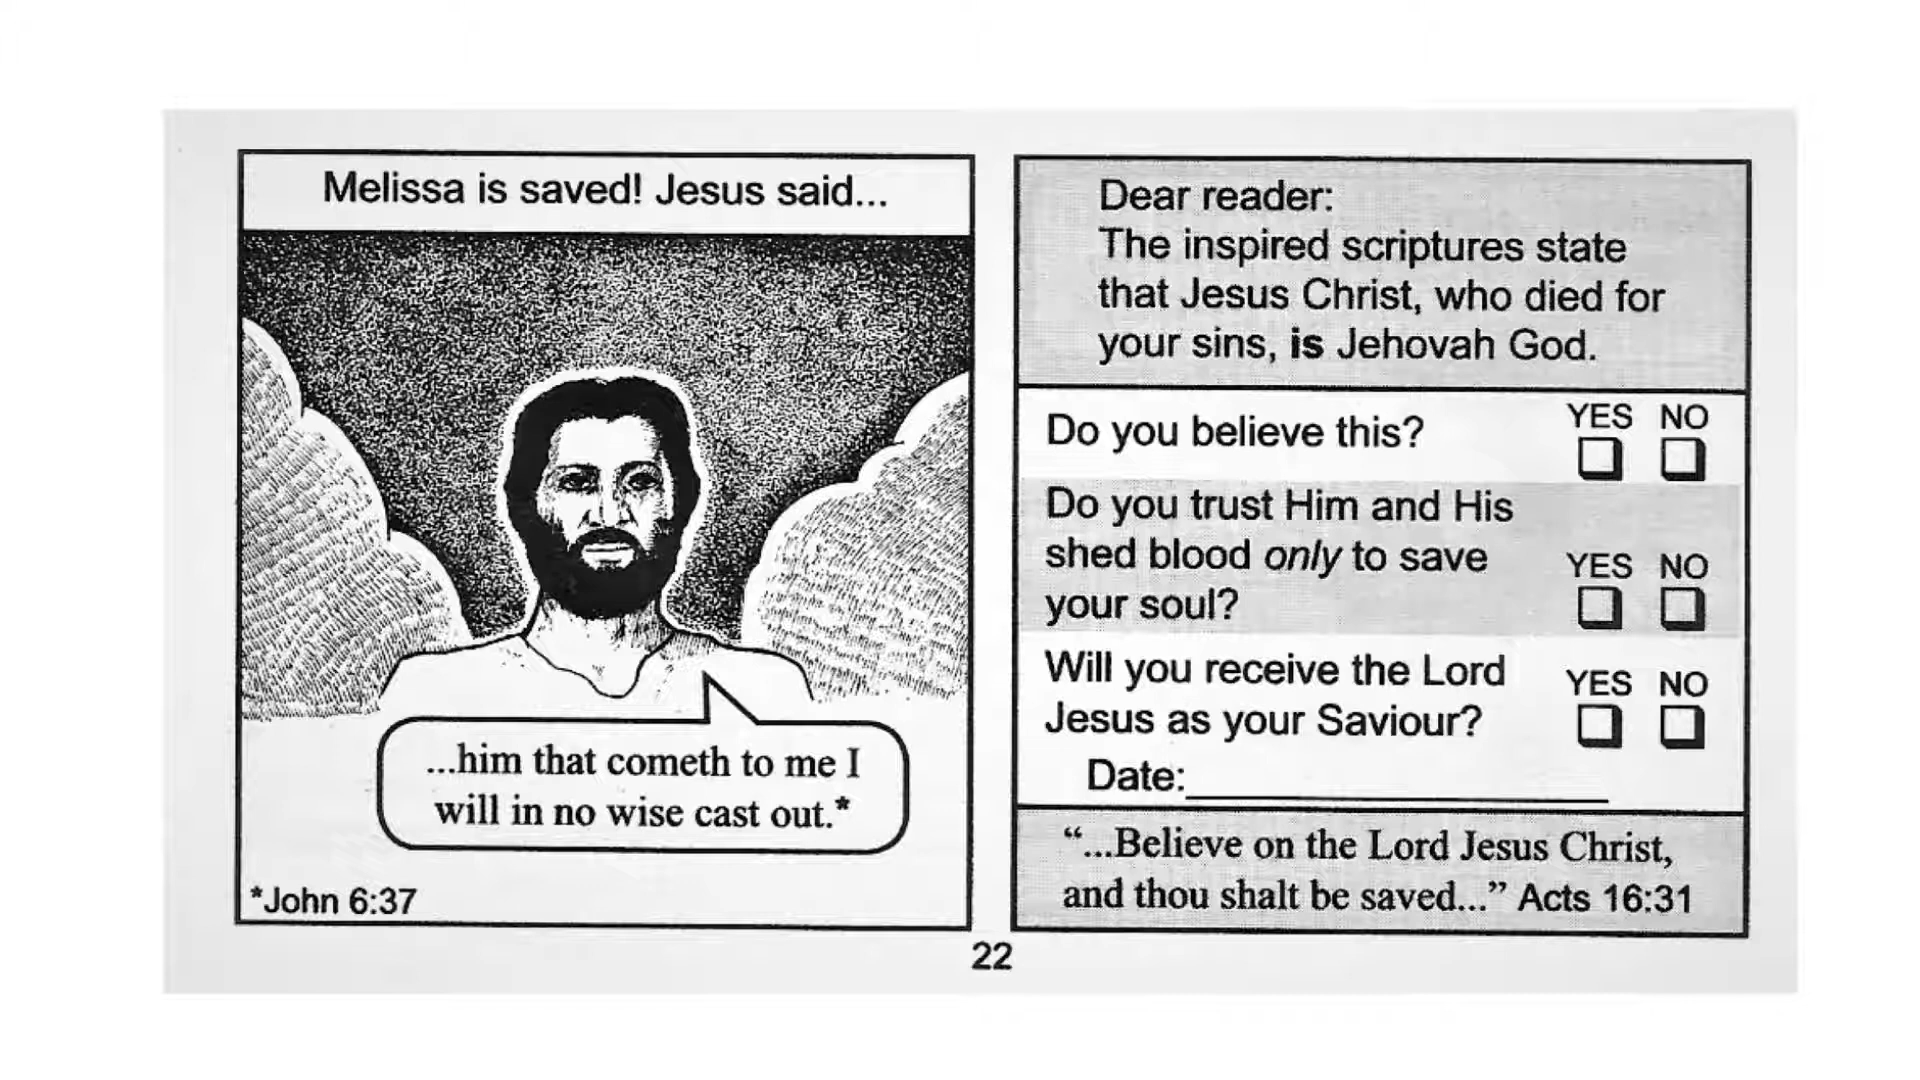 Melissa is saved! Jesus said...
...him that cometh to me I
will in no wise cast out.*
*John 6:37
Dear reader:
The inspired scriptures state
that Jesus Christ, who died for
your sins, is Jehovah God.
Do you believe this? YES NO
Do you trust Him and His
shed blood only to save
your soul? YES NO
Will you receive the Lord
Jesus as your Saviour? YES NO
Date:
“...Believe on the Lord Jesus Christ,
and thou shalt be saved...” Acts 16:31
22